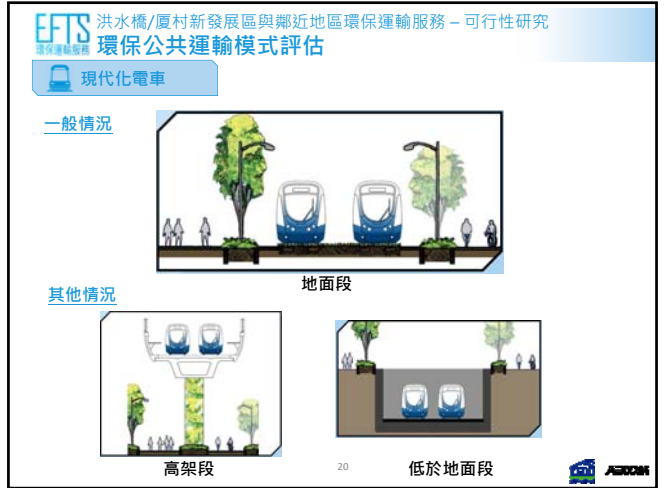 EFTS
環保運輸服務
洪水橋/厦村新發展區與鄰近地區環保運輸服務 – 可行性研究
環保公共運輸模式評估
現代化電車
一般情況
地面段
其他情況
高架段
低於地面段
20
AECOM